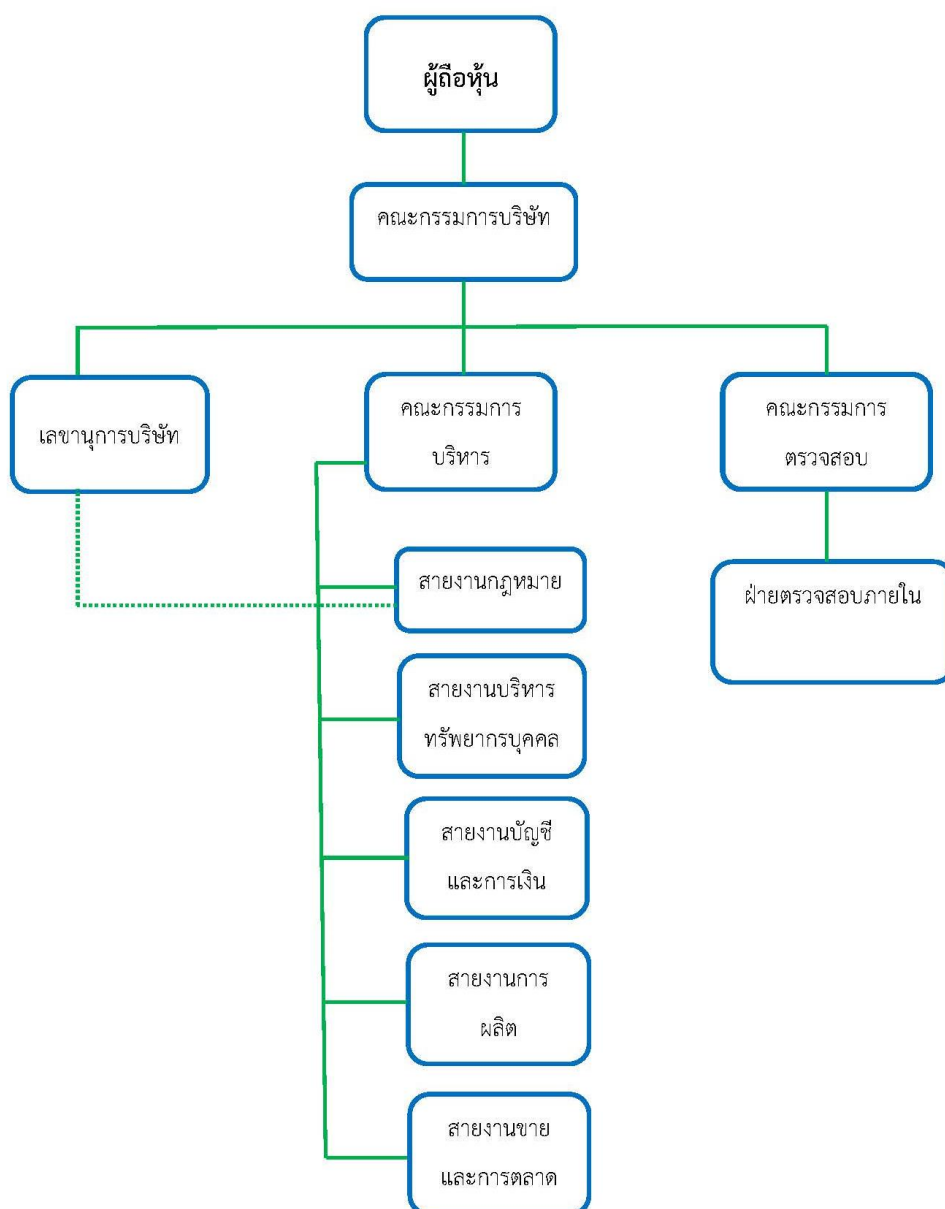 ผู้ถือหุ้น
คณะกรรมการบริษัท
เลขานุการบริษัท
คณะกรรมการ
บริหาร
คณะกรรมการ
ตรวจสอบ
สายงานกฎหมาย
ฝ่ายตรวจสอบภายใน
สายงานบริหาร
ทรัพยากรบุคคล
สายงานบัญชี
และการเงิน
สายงานการ
ผลิต
สายงานขาย
และการตลาด